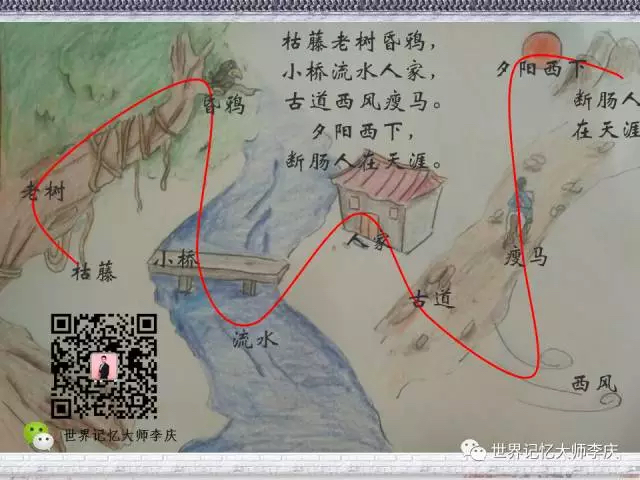 枯藤老树昏鸦，
小桥流水人家，
古道西风瘦马。
夕阳西下，
断肠人在天涯。
昏鸦
老树
枯藤
小桥
流水
人家
古道
瘦马
西风
夕阳西下
断肠人
在天
世界记忆大师李庆
世界记忆大师李庆